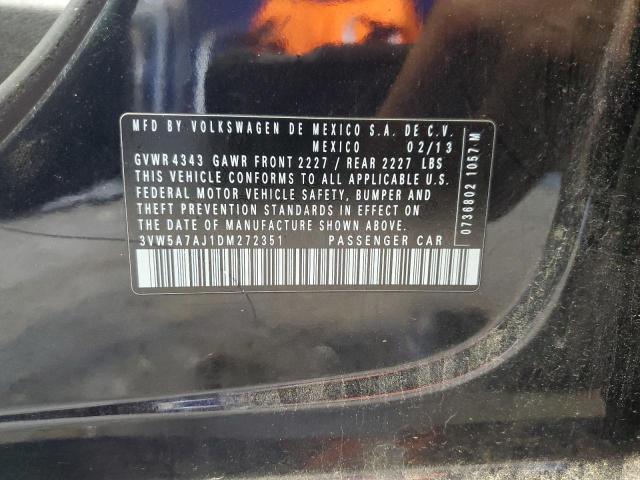 MFD BY VOLKSWAGEN DE MEXICO S.A. DE C.V.
MEXICO 02/13
GVWR 4343 GAWR FRONT 2227 / REAR 2227 LBS
THIS VEHICLE CONFORMS TO ALL APPLICABLE U.S.
FEDERAL MOTOR VEHICLE SAFETY, BUMPER AND
THEFT PREVENTION STANDARDS IN EFFECT ON
THE DATE OF MANUFACTURE SHOWN ABOVE.
3VW5A7AJ1DM272351 PASSENGER CAR
0736802 1057 M